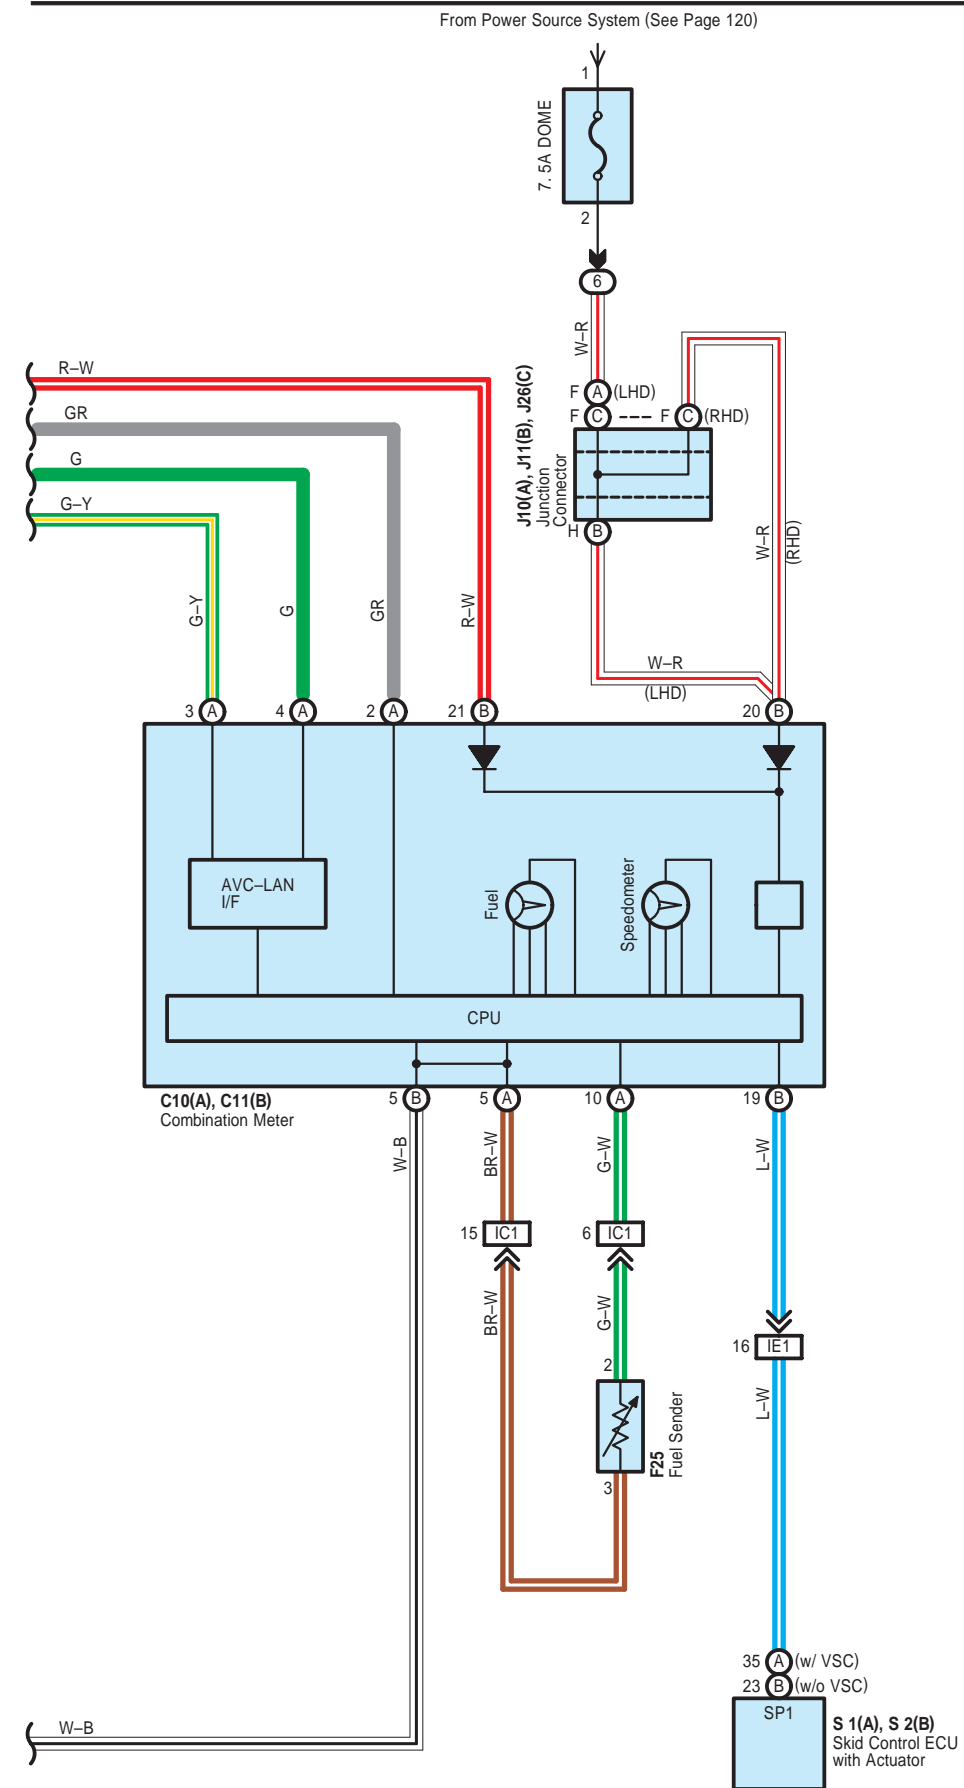 From Power Source System (See Page 120)
1
7. 5A DOME
2
6
W–R
F A (LHD)
F C F C (RHD)
J10(A), J11(B), J26(C)
Junction
Connector
H B
R–W
GR
G
G–Y
G–Y
G
GR
R–W
W–R
(RHD)
W–R
(LHD)
3 A
4 A
2 A
21 B
20 B
AVC–LAN
I/F
Fuel
Speedometer
CPU
C10(A), C11(B)
Combination Meter
5 B
5 A
10 A
19 B
W–B
BR–W
G–W
L–W
15 IC1
6 IC1
BR–W
G–W
16 IE1
L–W
2
F25
Fuel Sender
3
35 A (w/ VSC)
23 B (w/o VSC)
SP1
S 1(A), S 2(B)
Skid Control ECU
with Actuator
W–B